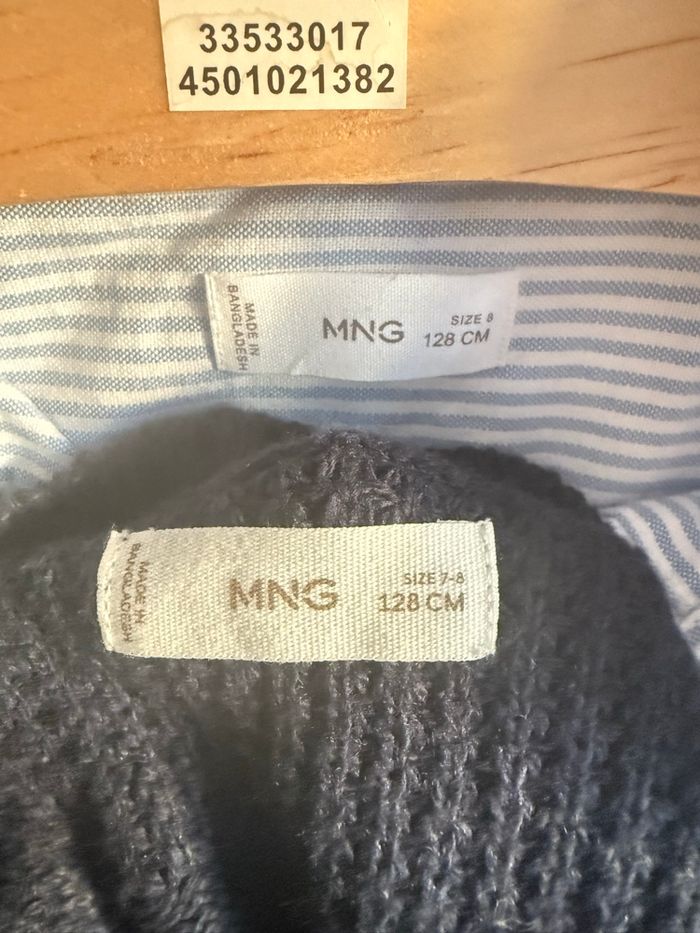 33533017
4501021382
MADE IN
BANGLADESH
MNG
SIZE 8
128 CM
MADE IN
BANGLADESH
MNG
SIZE 7-8
128 CM